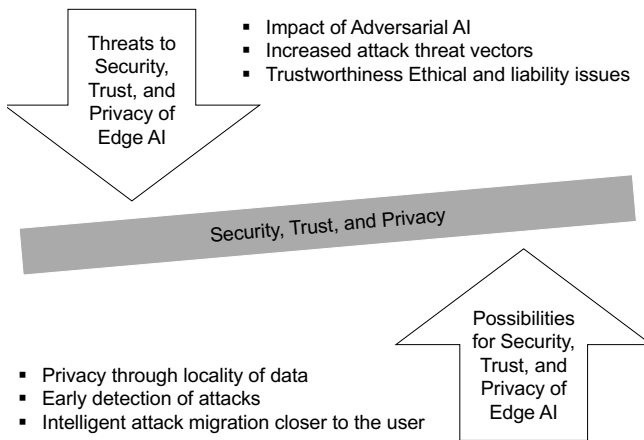 Threats to
Security,
Trust, and
Privacy of
Edge AI
▪ Impact of Adversarial AI
▪ Increased attack threat vectors
▪ Trustworthiness Ethical and liability issues
Security, Trust, and Privacy
Possibilities
for Security,
Trust, and
Privacy of
Edge AI
▪ Privacy through locality of data
▪ Early detection of attacks
▪ Intelligent attack migration closer to the user